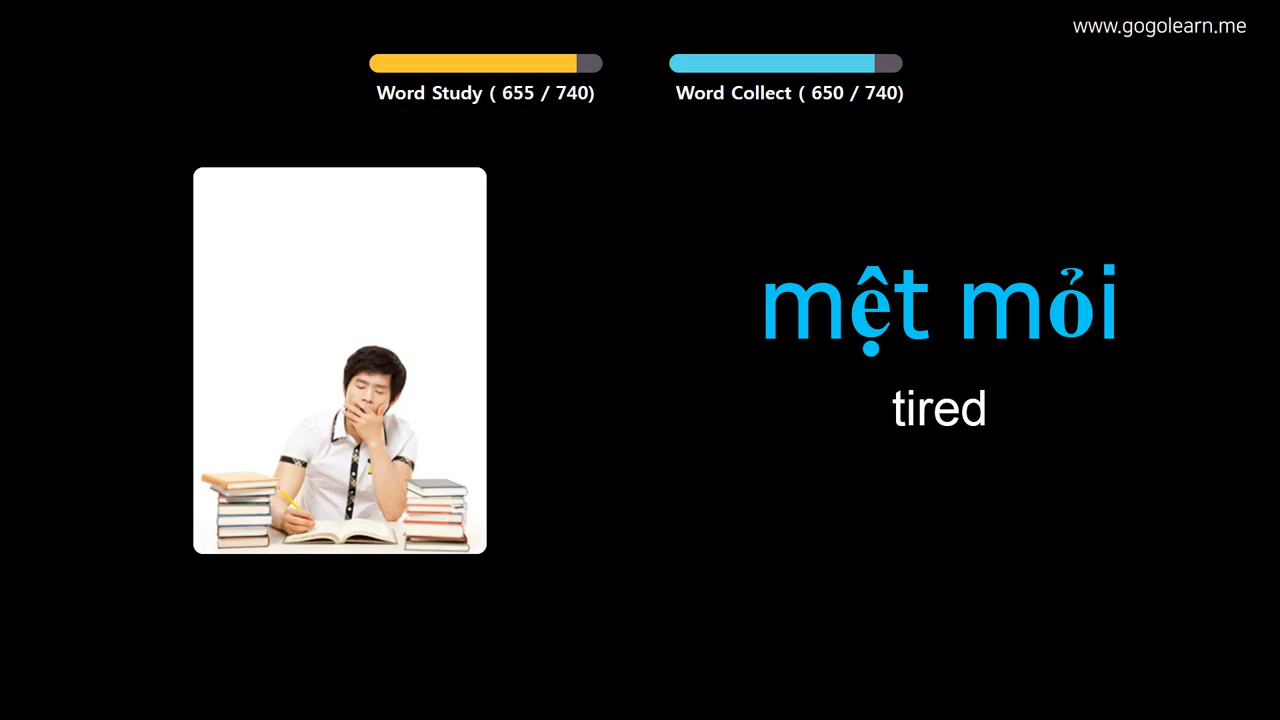 www.gogolearn.me
Word Study ( 655 / 740)
Word Collect ( 650 / 740)
mệt mỏi
tired